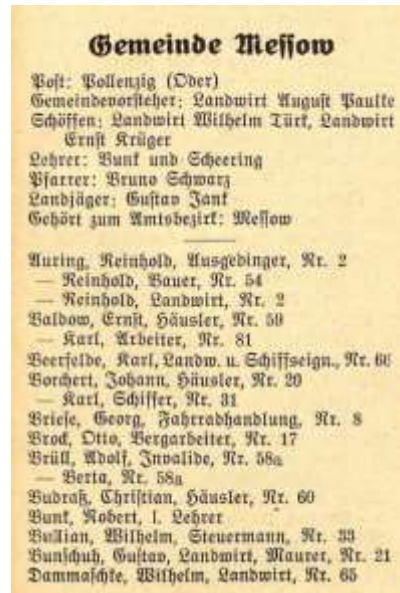 Gemeinde Messow
Post: Pollenzig (Oder)
Gemeindevorsteher: Landwirt August Paulke
Schöffen: Landwirt Wilhelm Türk, Landwirt
Ernst Krüger
Lehrer: Bunk und Scheering
Pfarrer: Bruno Schwarz
Landjäger: Gustav Jank
Gehört zum Amtsbezirk: Messow
Auring, Reinhold, Ausgedinger, Nr. 2
— Reinhold, Bauer, Nr. 54
— Reinhold, Landwirt, Nr. 2
Baldow, Ernst, Häusler, Nr. 59
— Karl, Arbeiter, Nr. 81
Beerfelde, Karl, Landw. u. Schiffseign., Nr. 66
Borchert, Johann, Häusler, Nr. 20
— Karl, Schiffer, Nr. 31
Briese, Georg, Fahrradhandlung, Nr. 8
Brock, Otto, Bergarbeiter, Nr. 17
Brüll, Adolf, Invalide, Nr. 58a
— Berta, Nr. 58a
Budraß, Christian, Häusler, Nr. 60
Bunk, Robert, I. Lehrer
Bullian, Wilhelm, Steuermann, Nr. 33
Bunschuh, Gustav, Landwirt, Maurer, Nr. 21
Dammaschke, Wilhelm, Landwirt, Nr. 65